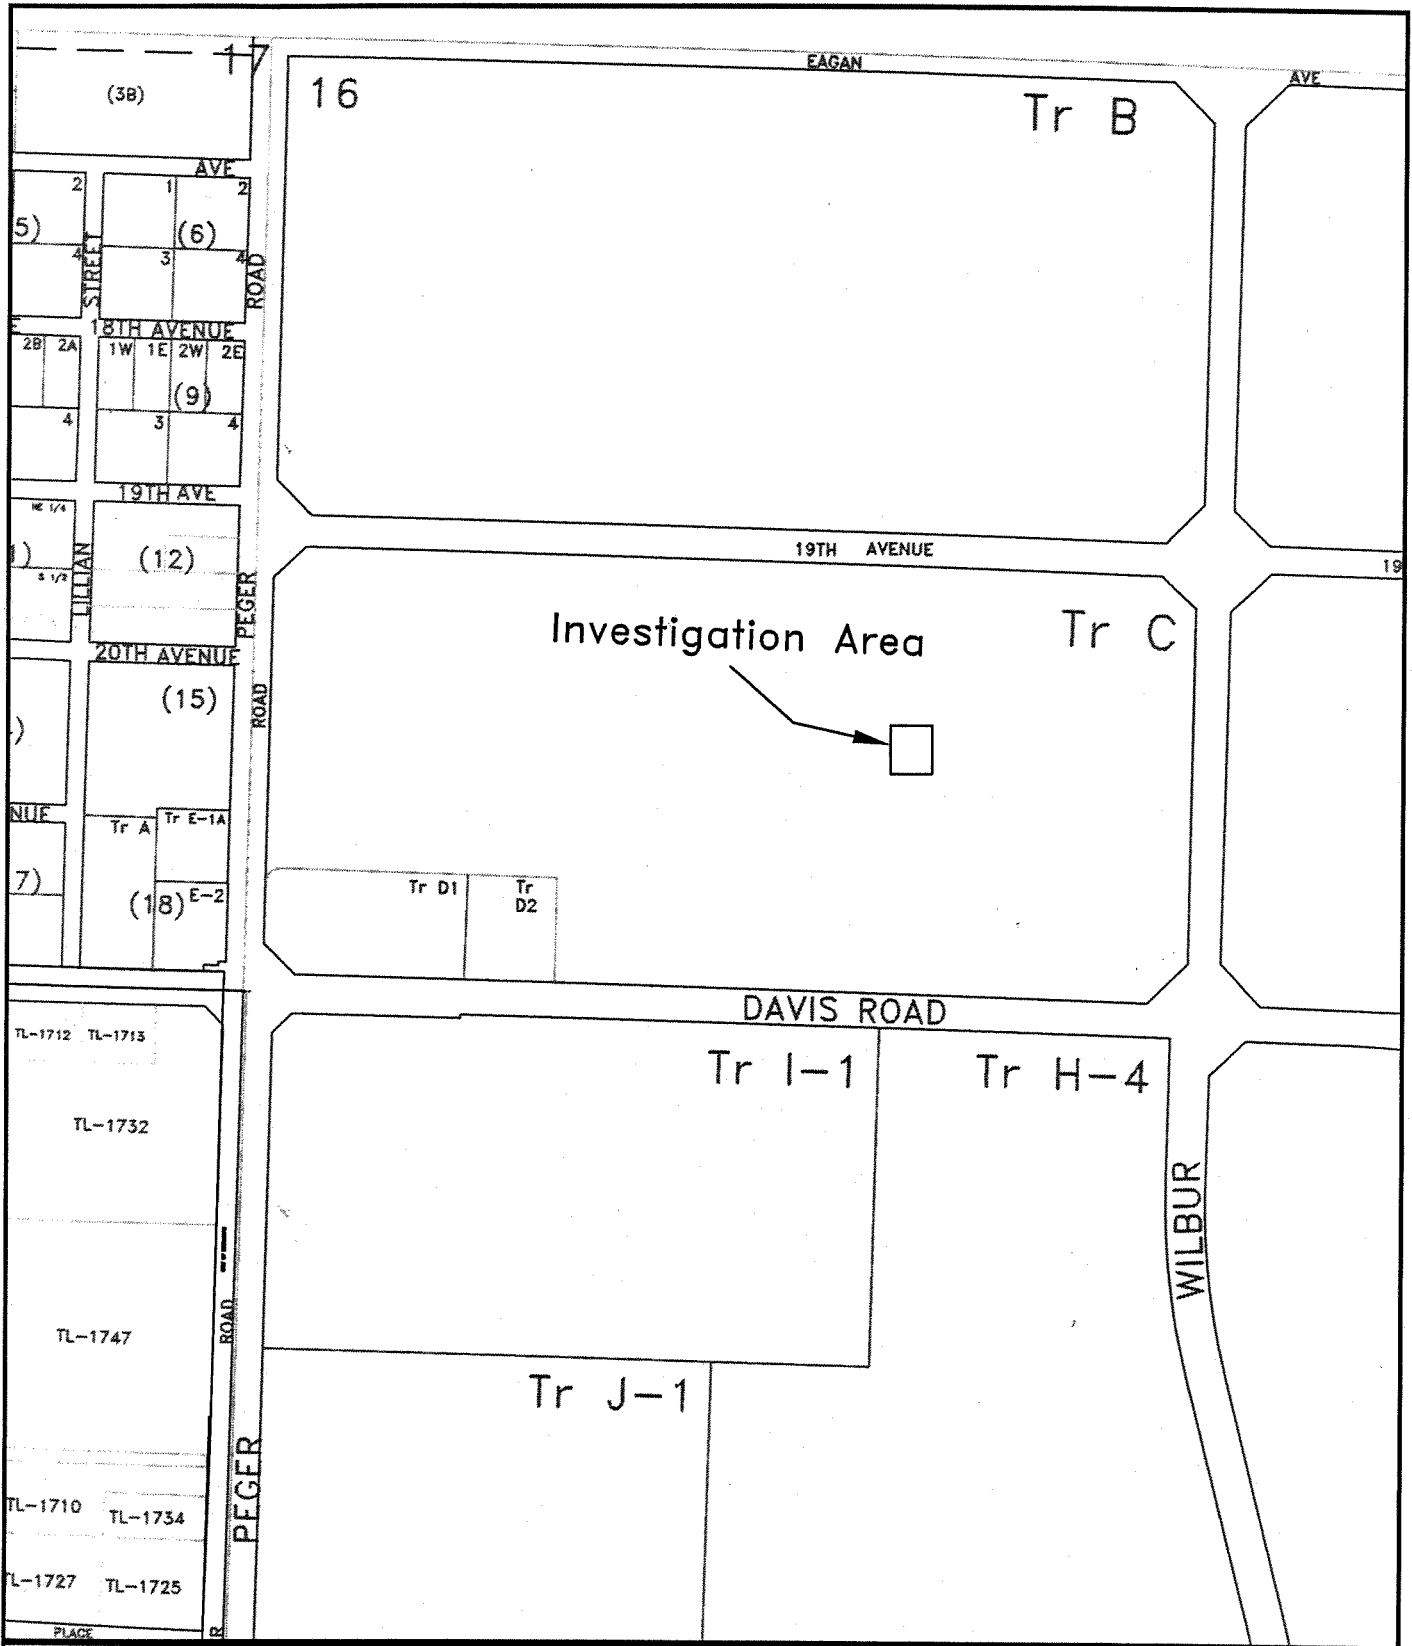 17
16
EAGAN
AVE
(3B)
Tr B
AVE
2
1
2
5)
(6)
4
3
4
STREET
ROAD
18TH AVENUE
E
2B
2A
1W
1E
2W
2E
(9)
4
3
4
19TH AVE
NE 1/4
1)
S 1/2
LILLIAN
(12)
PEGER
19TH AVENUE
19
20TH AVENUE
Investigation Area
Tr C
(15)
ROAD
)
NUE
Tr A
Tr E-1A
7)
(18)
E-2
Tr D1
Tr
D2
DAVIS ROAD
TL-1712
TL-1713
Tr I-1
Tr H-4
TL-1732
WILBUR
ROAD
TL-1747
Tr J-1
PEGER
TL-1710
TL-1734
TL-1727
TL-1725
PLACE
R